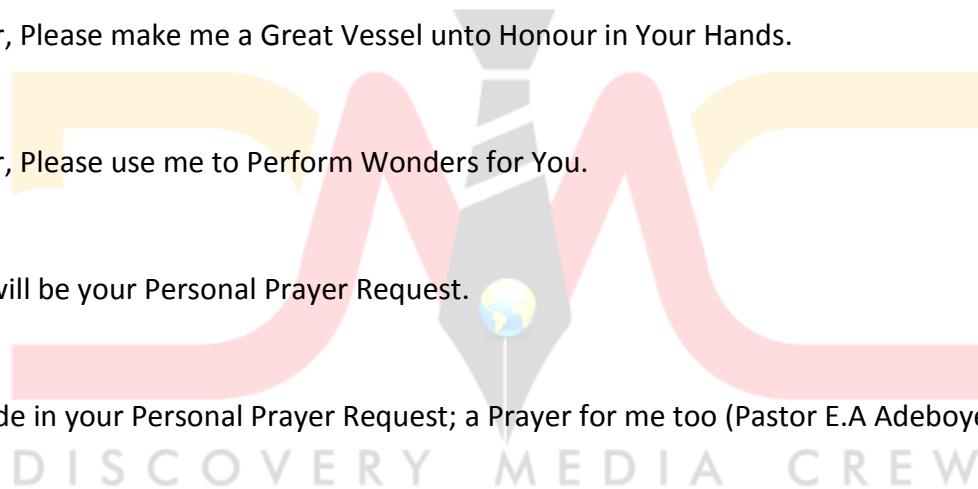 r, Please make me a Great Vessel unto Honour in Your Hands.
r, Please use me to Perform Wonders for You.
will be your Personal Prayer Request.
de in your Personal Prayer Request; a Prayer for me too (Pastor E.A Adeboye
DMC
DISCOVERY MEDIA CREW